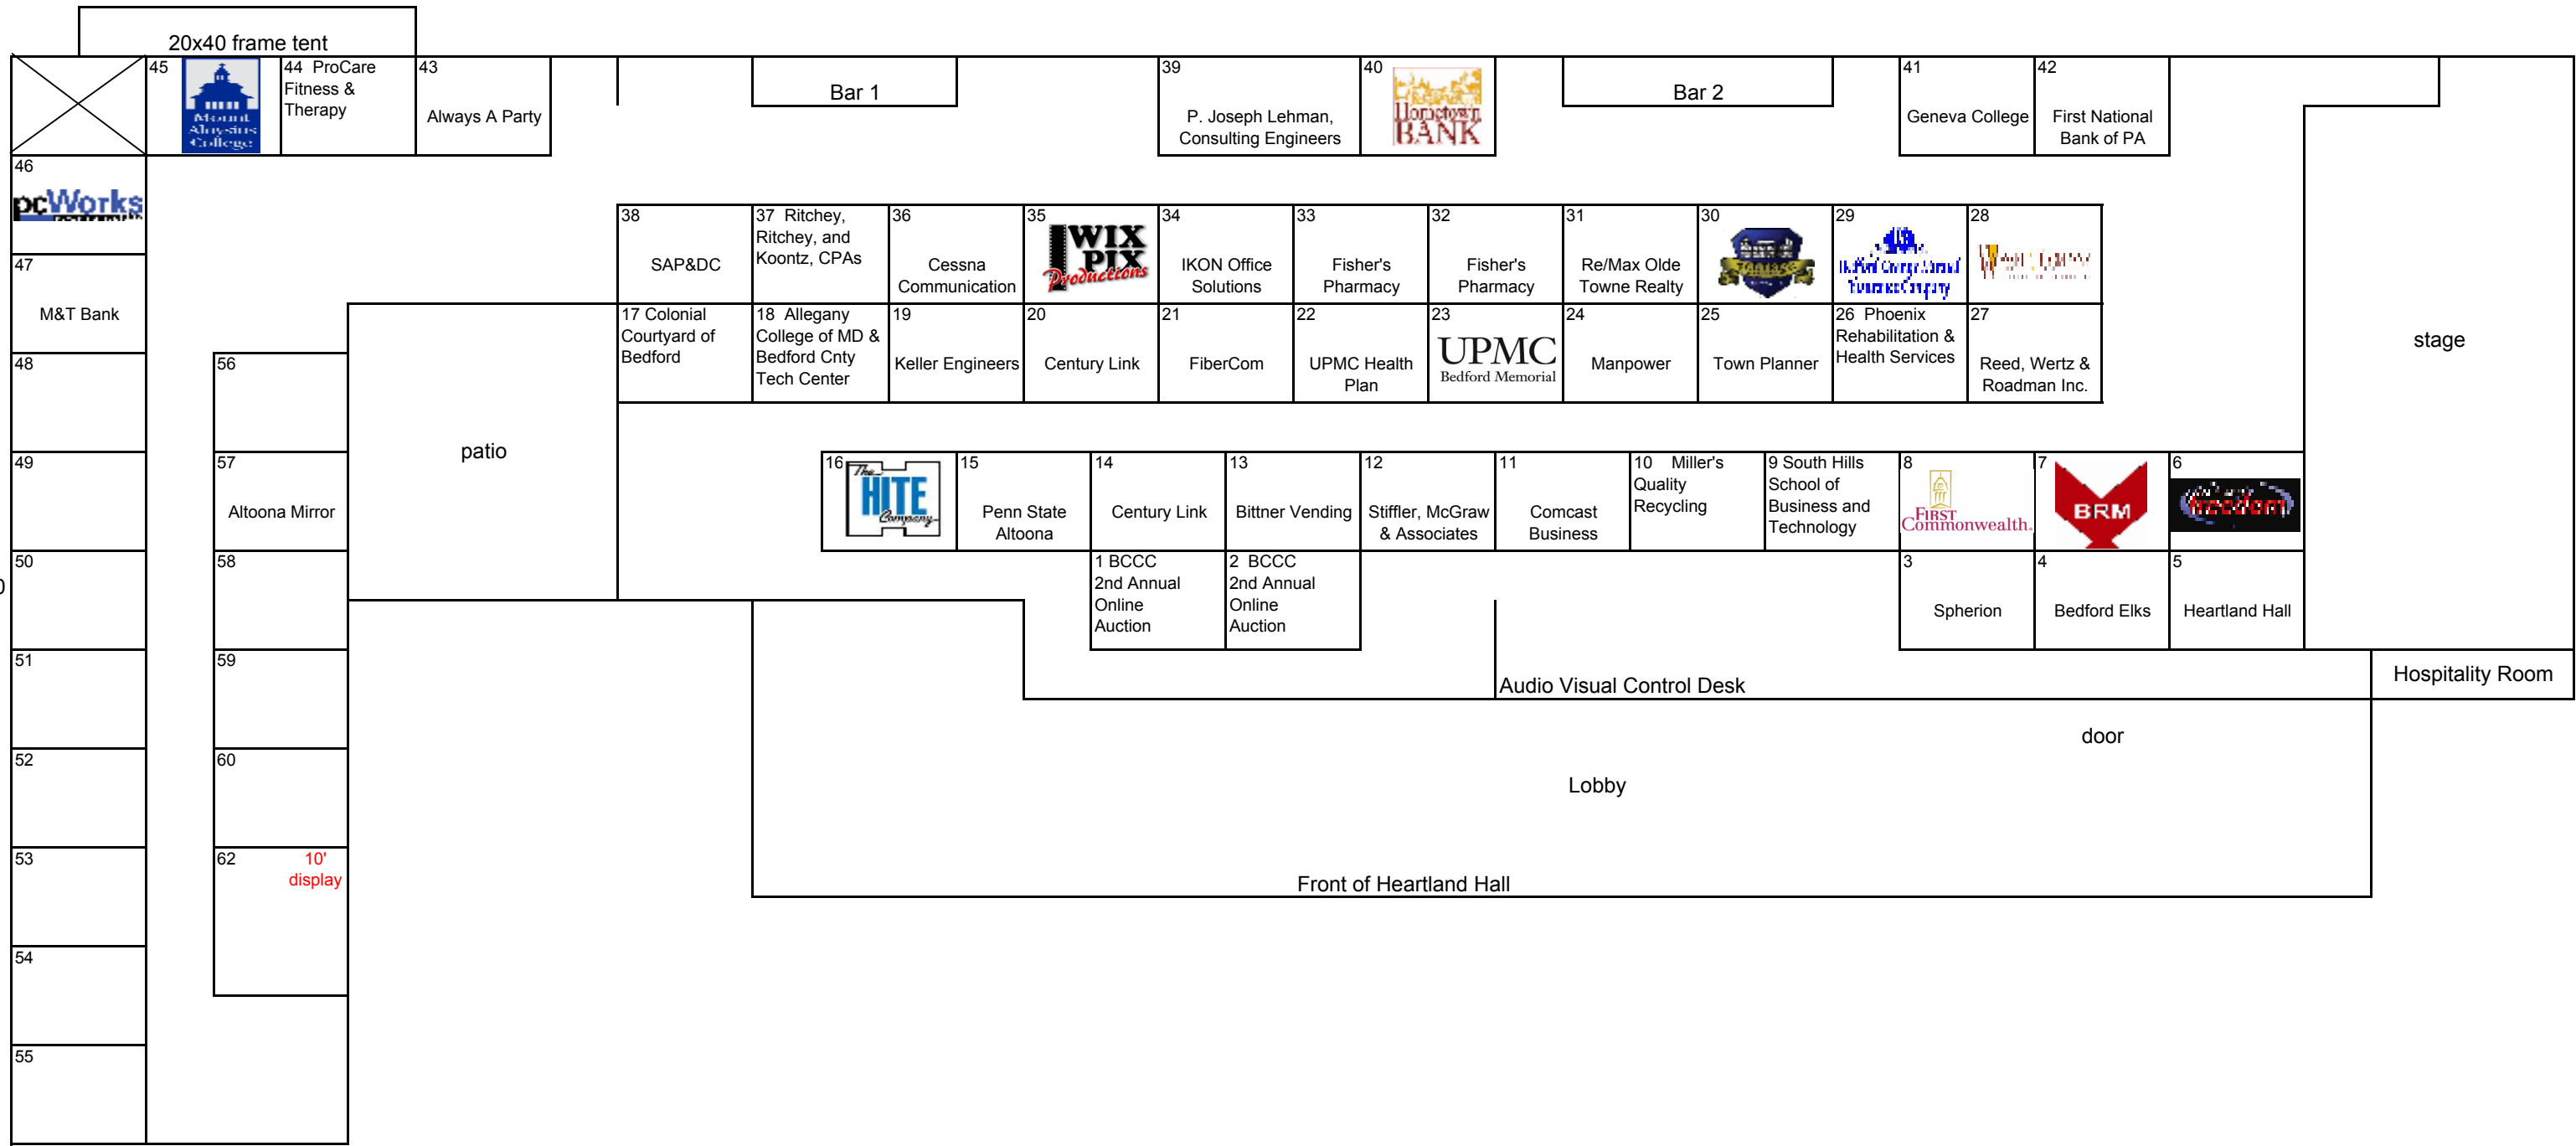 20x40 frame tent
45
Mount
Aloysius
College
44 ProCare
Fitness &
Therapy
43
Always A Party
Bar 1
39
P. Joseph Lehman,
Consulting Engineers
40
Hometown
BANK
Bar 2
41
Geneva College
42
First National
Bank of PA
46
pcWorks
47
M&T Bank
38
SAP&DC
37 Ritchey,
Ritchey, and
Koontz, CPAs
36
Cessna
Communication
35
WIX
PIX
Productions
34
IKON Office
Solutions
33
Fisher's
Pharmacy
32
Fisher's
Pharmacy
31
Re/Max Olde
Towne Realty
30
29
28
17 Colonial
Courtyard of
Bedford
18 Allegany
College of MD &
Bedford Cnty
Tech Center
19
Keller Engineers
20
Century Link
21
FiberCom
22
UPMC Health
Plan
23
UPMC
Bedford Memorial
24
Manpower
25
Town Planner
26 Phoenix
Rehabilitation &
Health Services
27
Reed, Wertz &
Roadman Inc.
stage
48
56
patio
49
57
Altoona Mirror
16
The
HITE
Company
15
Penn State
Altoona
14
Century Link
13
Bittner Vending
12
Stiffler, McGraw
& Associates
11
Comcast
Business
10 Miller's
Quality
Recycling
9 South Hills
School of
Business and
Technology
8
FIRST
Commonwealth.
7
BRM
6
freedom
50
58
1 BCCC
2nd Annual
Online
Auction
2 BCCC
2nd Annual
Online
Auction
3
Spherion
4
Bedford Elks
5
Heartland Hall
51
59
Audio Visual Control Desk
Hospitality Room
door
52
60
Lobby
53
62
10'
display
Front of Heartland Hall
54
55